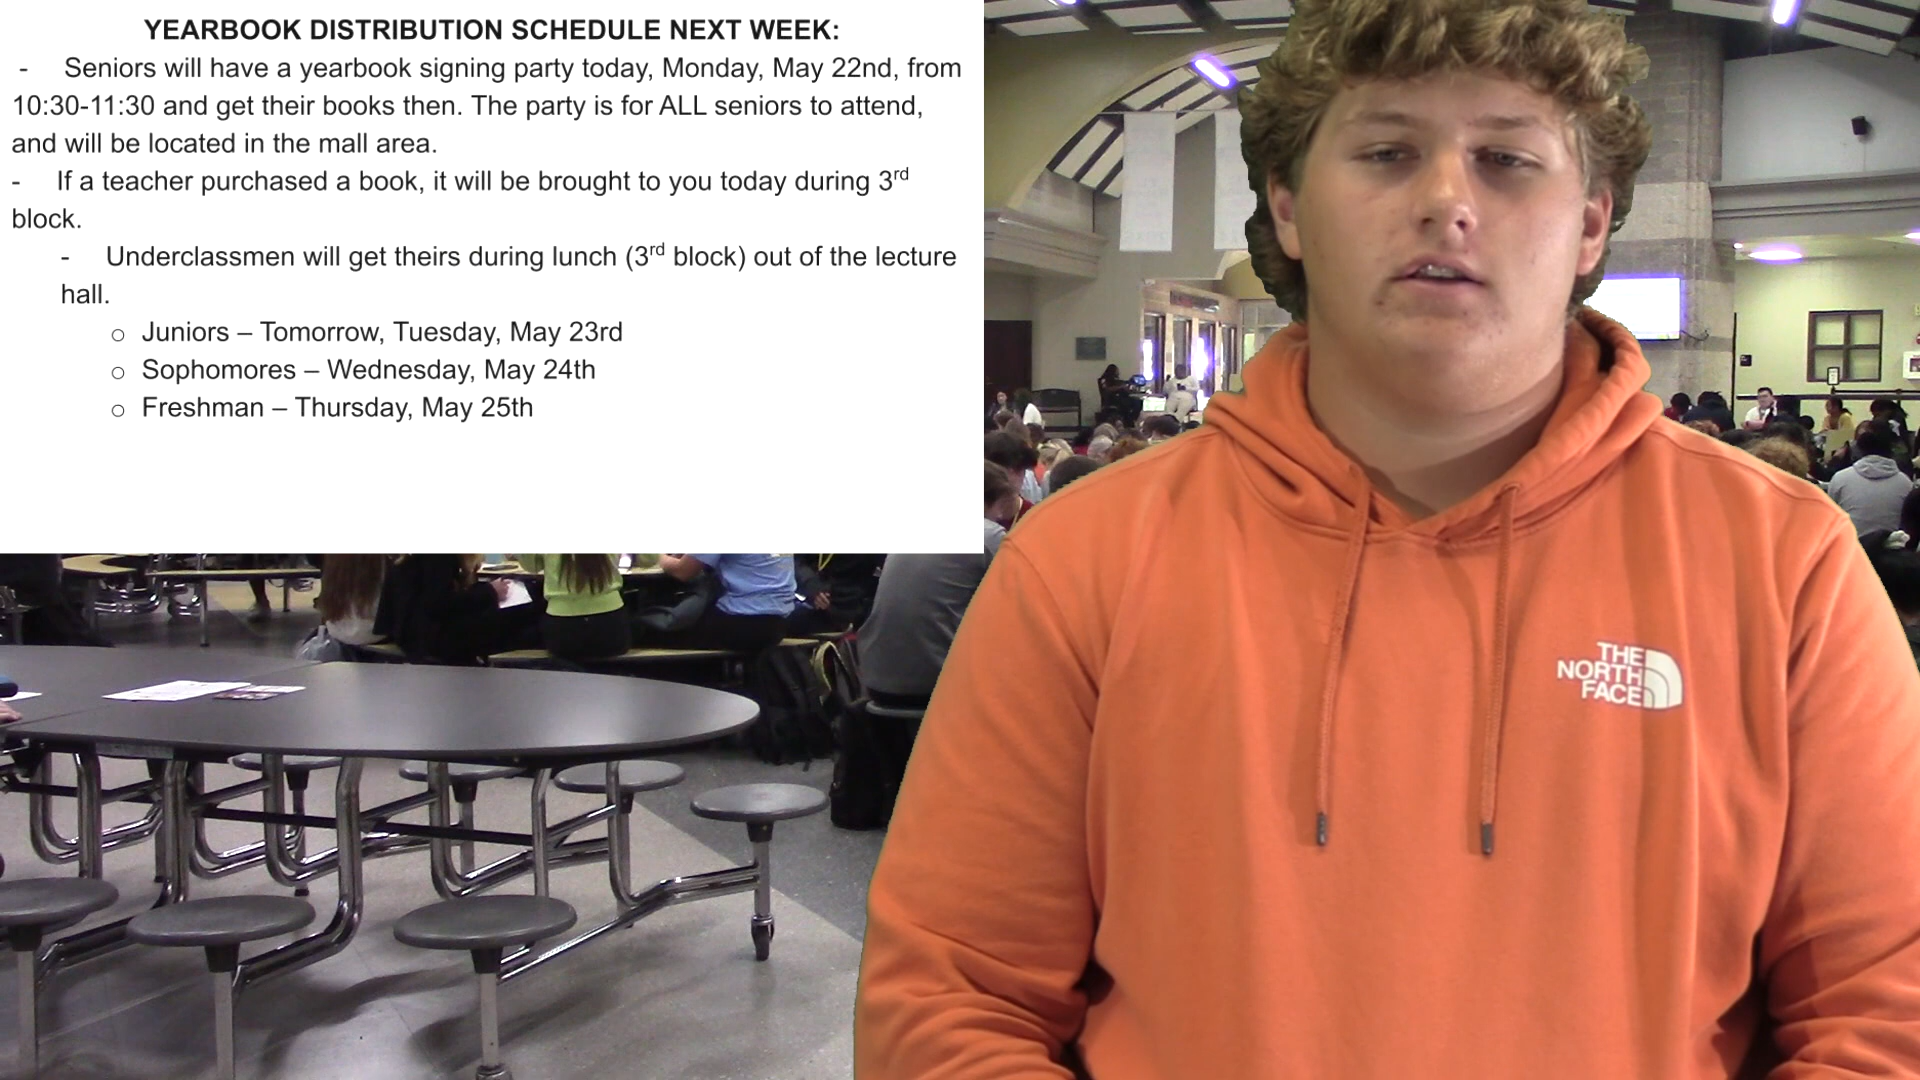 YEARBOOK DISTRIBUTION SCHEDULE NEXT WEEK:
- Seniors will have a yearbook signing party today, Monday, May 22nd, from
10:30-11:30 and get their books then. The party is for ALL seniors to attend,
and will be located in the mall area.
- If a teacher purchased a book, it will be brought to you today during 3rd
block.
- Underclassmen will get theirs during lunch (3rd block) out of the lecture
hall.
○ Juniors – Tomorrow, Tuesday, May 23rd
○ Sophomores – Wednesday, May 24th
○ Freshman – Thursday, May 25th
THE
NORTH
FACE